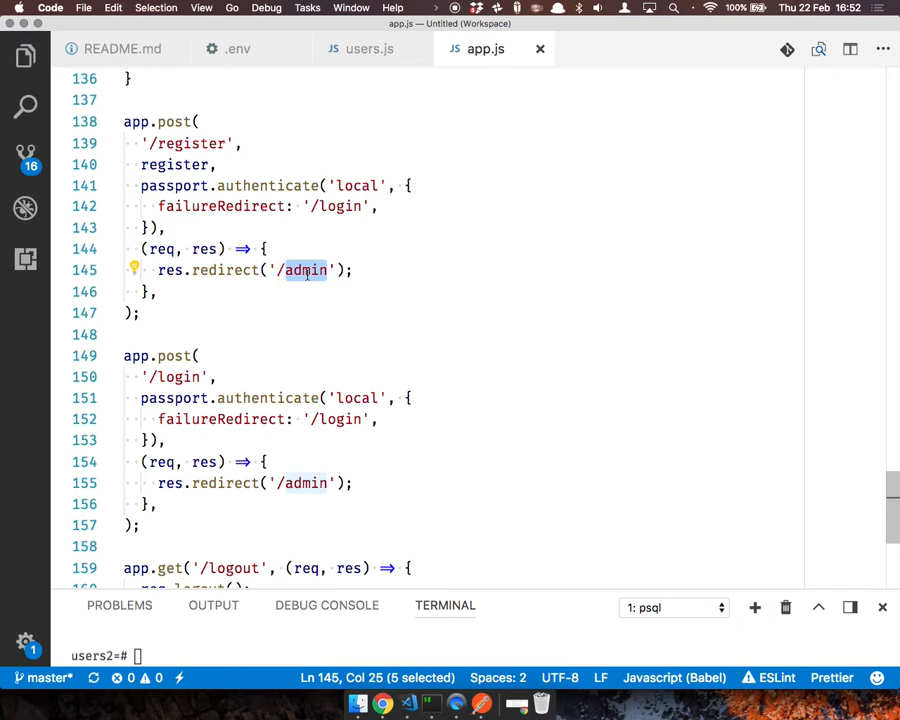 Code File Edit Selection View Go Debug Tasks Window Help 100% Thu 22 Feb 16:52
app.js — Untitled (Workspace)
README.md .env JS users.js JS app.js
136 }
137
138 app.post(
139 '/register',
140 register,
141 passport.authenticate('local', {
142 failureRedirect: '/login',
143 }),
144 (req, res) => {
145 res.redirect('/admin');
146 },
147 );
148
149 app.post(
150 '/login',
151 passport.authenticate('local', {
152 failureRedirect: '/login',
153 }),
154 (req, res) => {
155 res.redirect('/admin');
156 },
157 );
158
159 app.get('/logout', (req, res) => {
160 req.logout();
16
PROBLEMS OUTPUT DEBUG CONSOLE TERMINAL 1: psql
users2=#
1
master* 0 0 Ln 145, Col 25 (5 selected) Spaces: 2 UTF-8 LF Javascript (Babel) ESLint Prettier